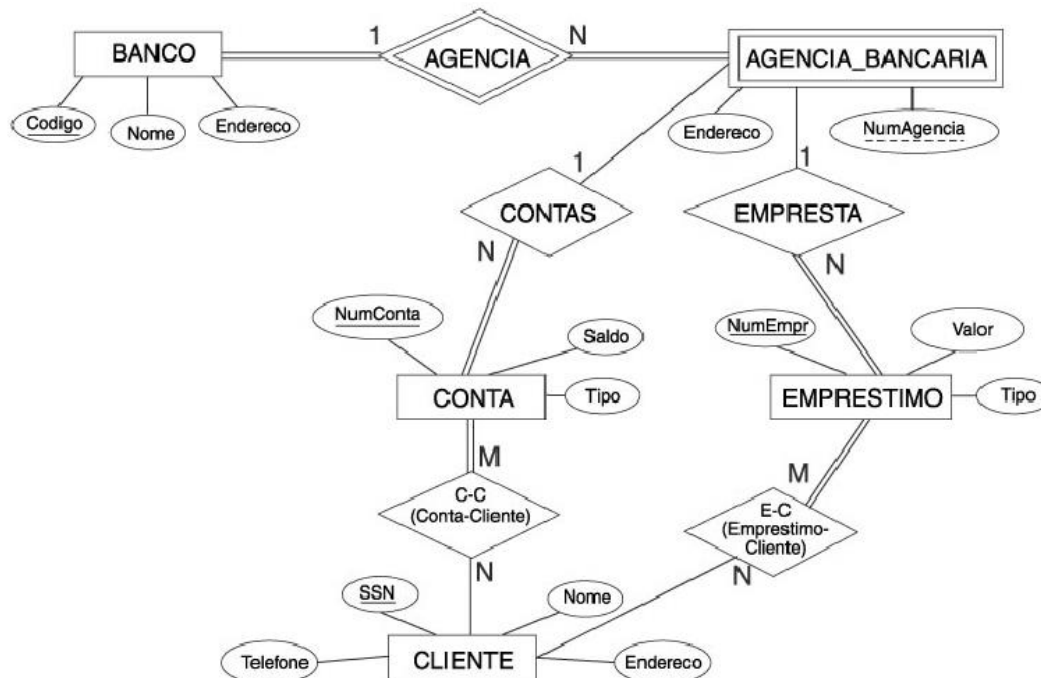 1
N
BANCO
AGENCIA
AGENCIA_BANCARIA
Codigo
Nome
Endereco
Endereco
NumAgencia
1
1
CONTAS
EMPRESTA
N
N
NumConta
Saldo
NumEmpr
Valor
CONTA
Tipo
EMPRESTIMO
Tipo
M
M
C-C
(Conta-Cliente)
E-C
(Emprestimo-
Cliente)
N
N
SSN
Nome
Telefone
CLIENTE
Endereco